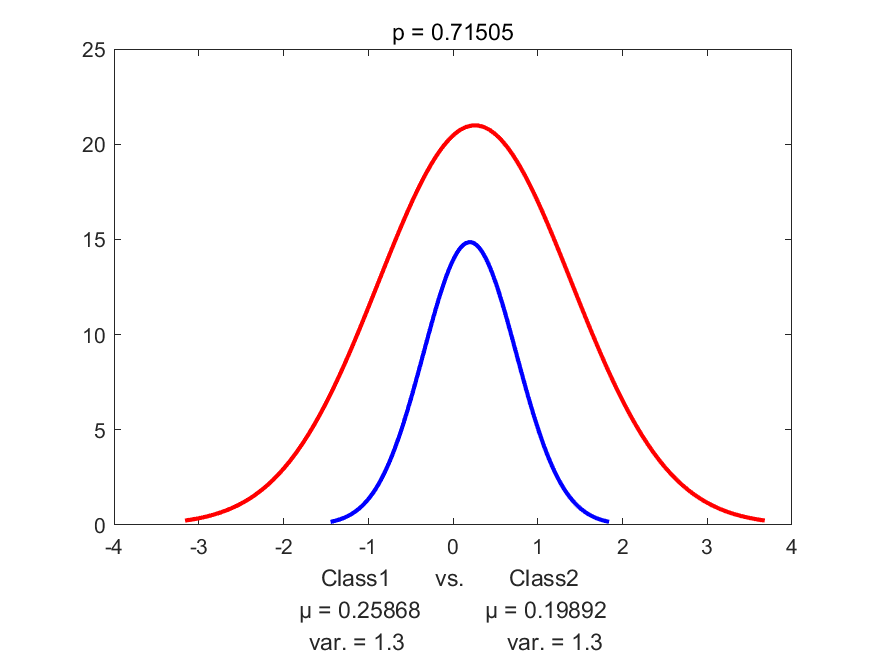 p = 0.71505
25
20
15
10
5
0
-4 -3 -2 -1 0 1 2 3 4
Class1 vs. Class2
μ = 0.25868 μ = 0.19892
var. = 1.3 var. = 1.3